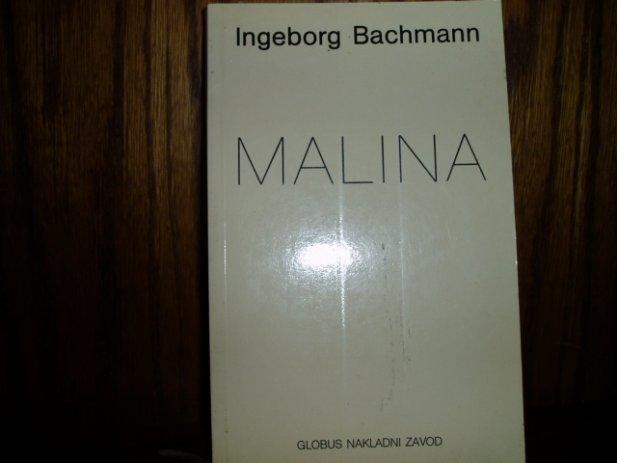 Ingeborg Bachmann
MALINA
GLOBUS NAKLADNI ZAVOD